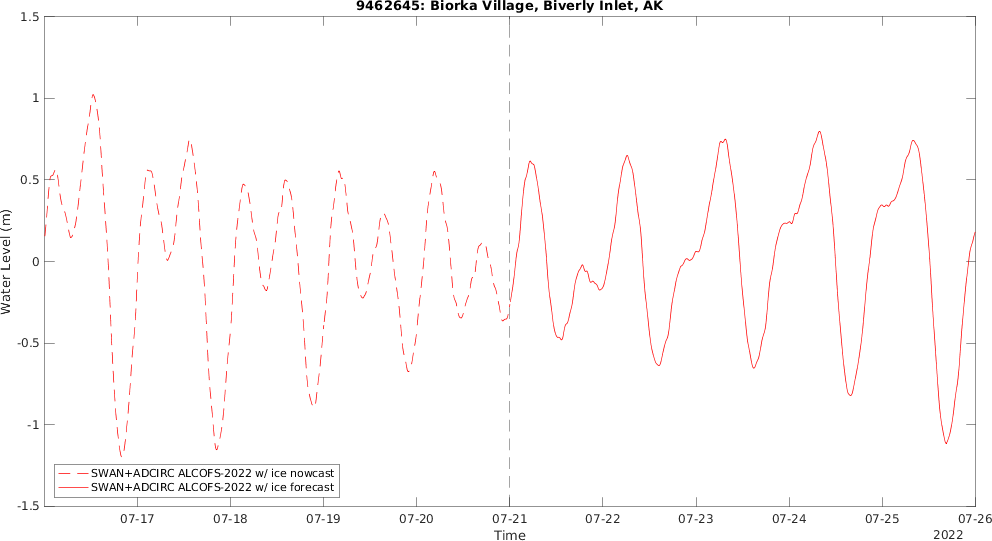 9462645: Biorka Village, Biverly Inlet, AK
1.5
1
0.5
0
-0.5
-1
-1.5
Water Level (m)
SWAN+ADCIRC ALCOFS-2022 w/ ice nowcast
SWAN+ADCIRC ALCOFS-2022 w/ ice forecast
07-17 07-18 07-19 07-20 07-21 07-22 07-23 07-24 07-25 07-26
Time
2022